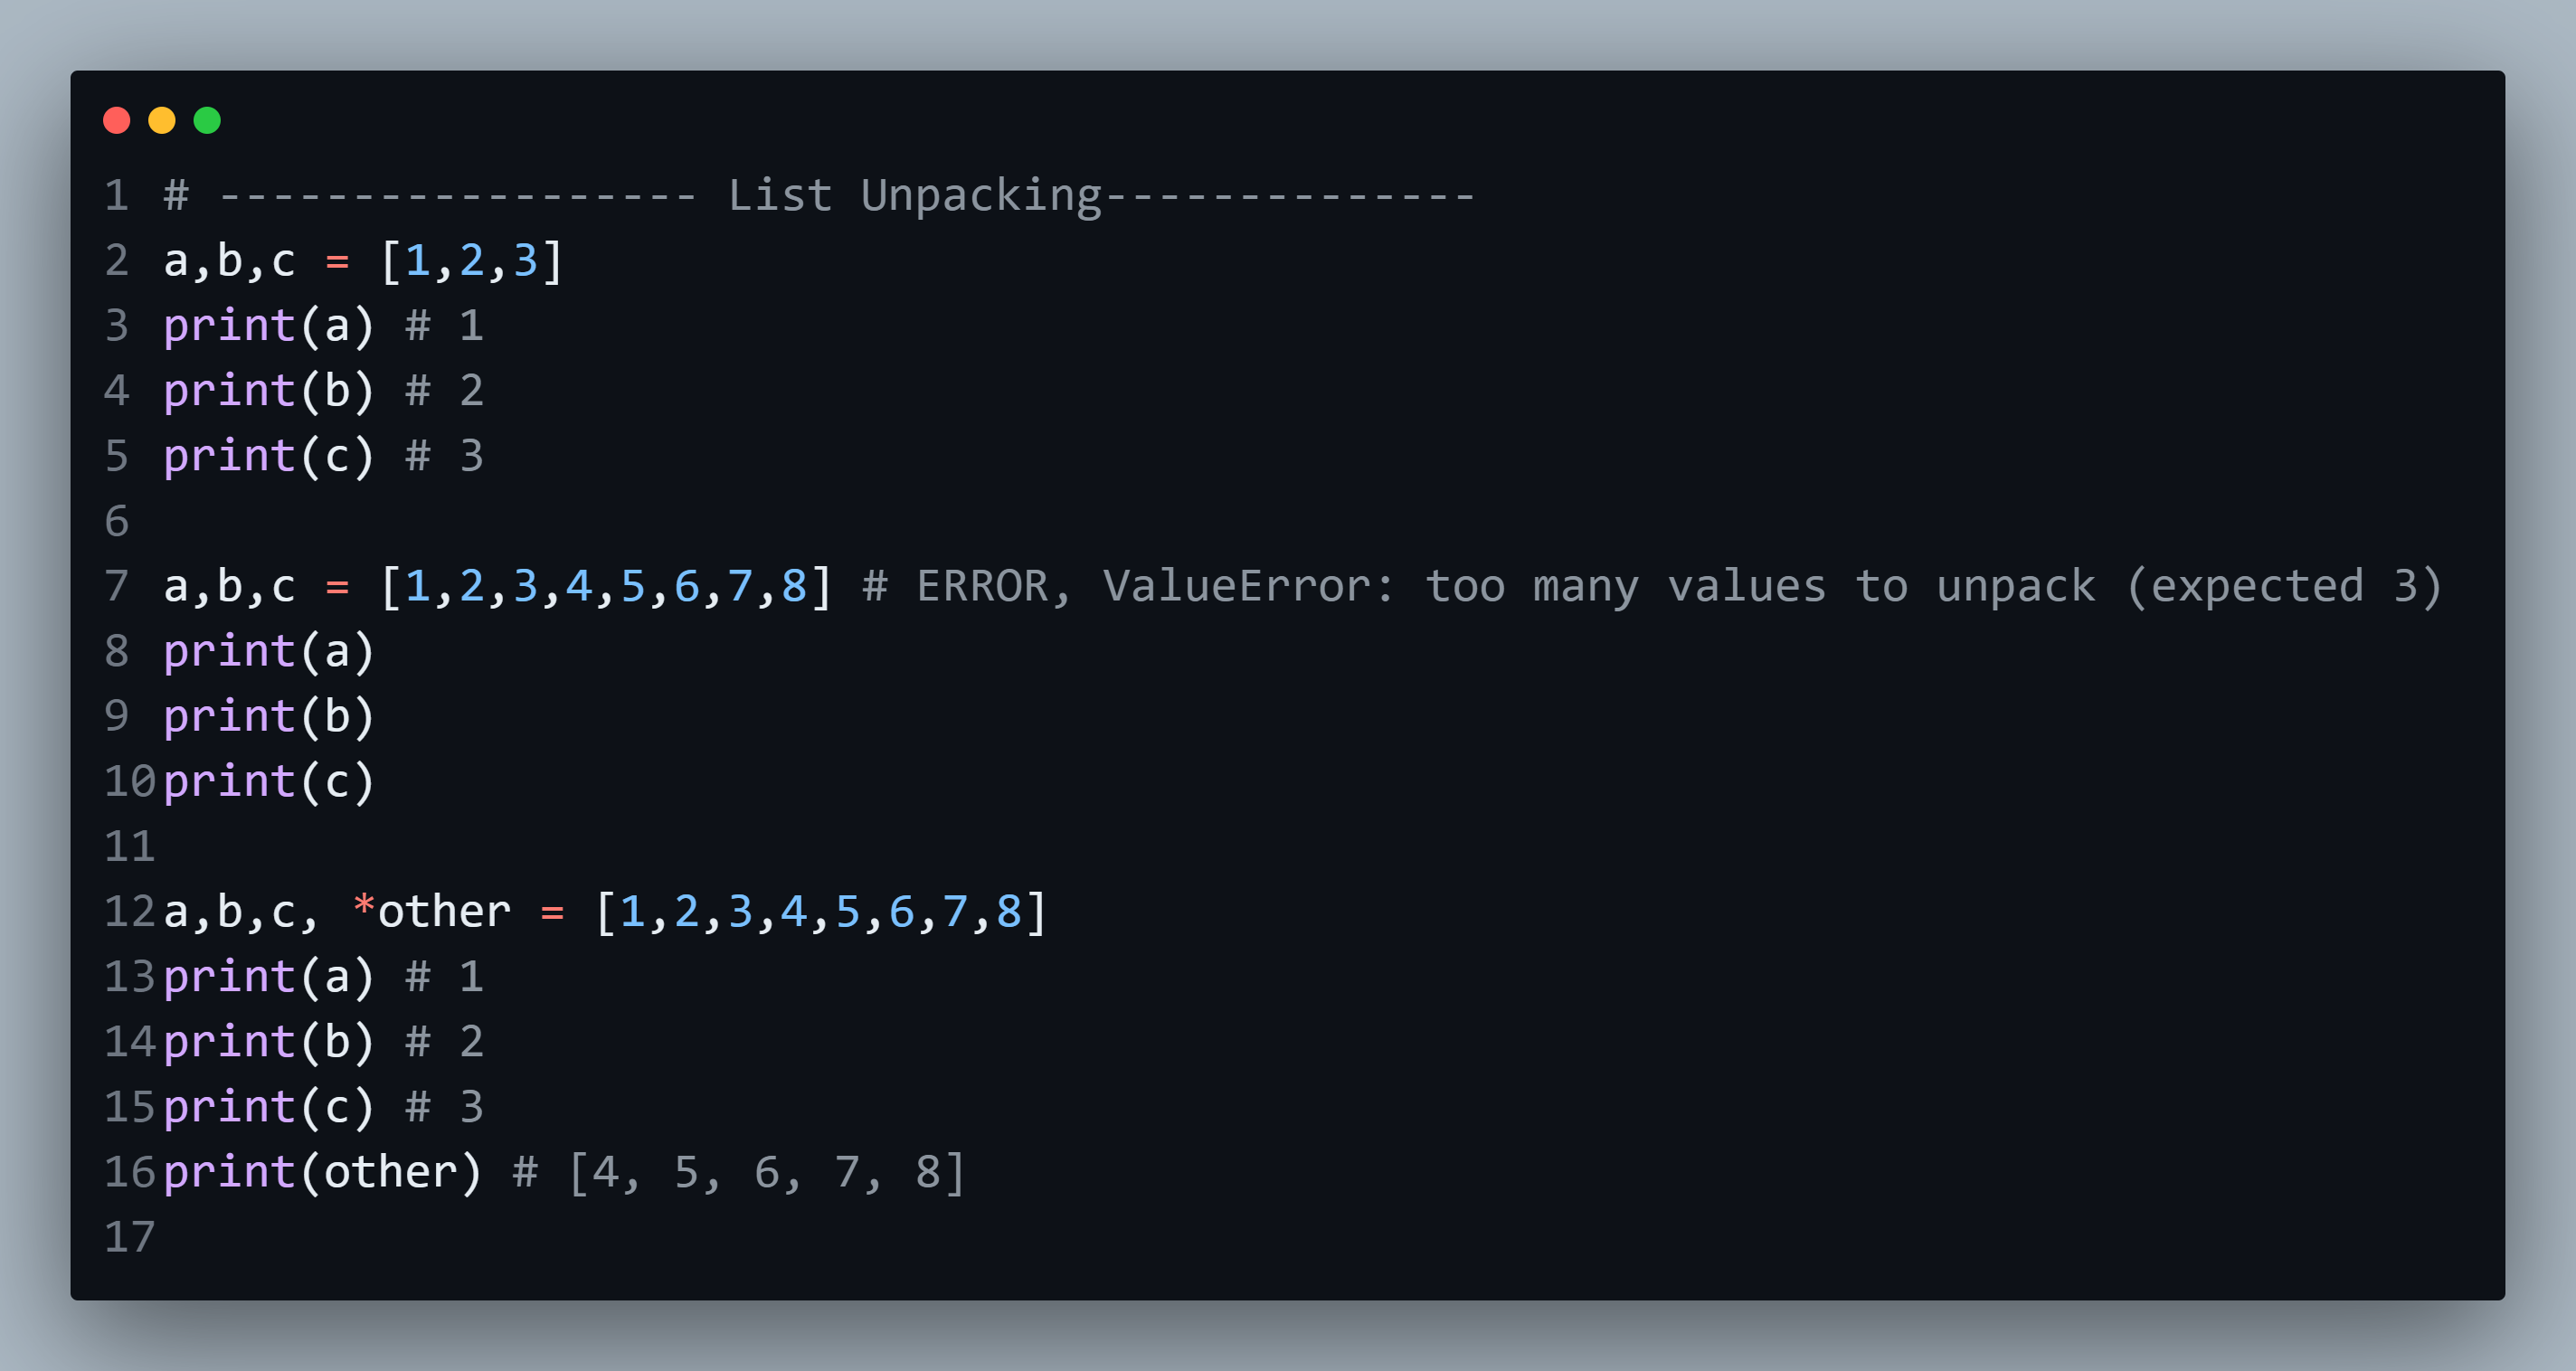 1 # ------------------ List Unpacking--------------
2 a,b,c = [1,2,3]
3 print(a) # 1
4 print(b) # 2
5 print(c) # 3
6
7 a,b,c = [1,2,3,4,5,6,7,8] # ERROR, ValueError: too many values to unpack (expected 3)
8 print(a)
9 print(b)
10 print(c)
11
12 a,b,c, *other = [1,2,3,4,5,6,7,8]
13 print(a) # 1
14 print(b) # 2
15 print(c) # 3
16 print(other) # [4, 5, 6, 7, 8]
17